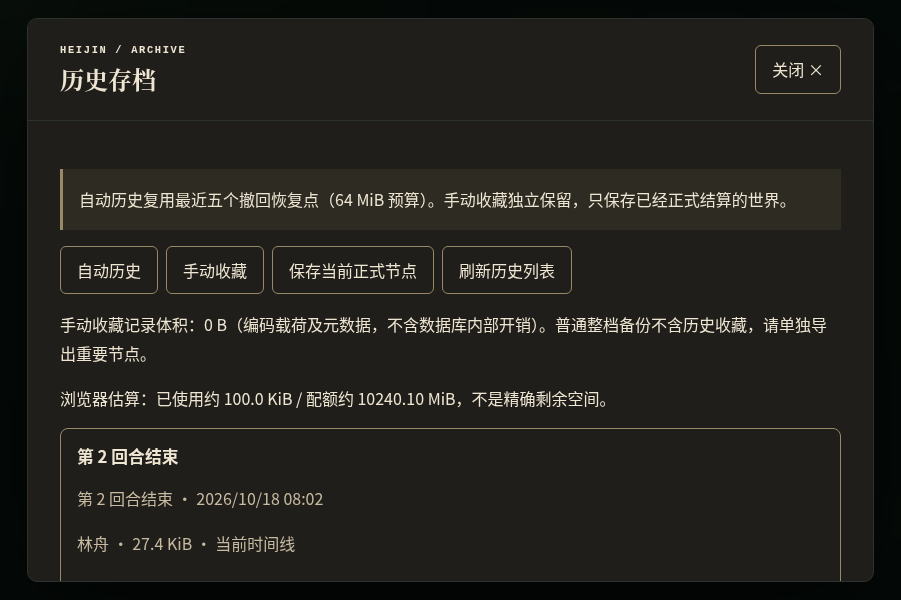 HEIJIN / ARCHIVE
历史存档
关闭 ×
自动历史复用最近五个撤回恢复点（64 MiB 预算）。手动收藏独立保留，只保存已经正式结算的世界。
自动历史
手动收藏
保存当前正式节点
刷新历史列表
手动收藏记录体积：0 B（编码载荷及元数据，不含数据库内部开销）。普通整档备份不含历史收藏，请单独导
出重要节点。
浏览器估算：已使用约 100.0 KiB / 配额约 10240.10 MiB，不是精确剩余空间。
第 2 回合结束
第 2 回合结束 · 2026/10/18 08:02
林舟 · 27.4 KiB · 当前时间线